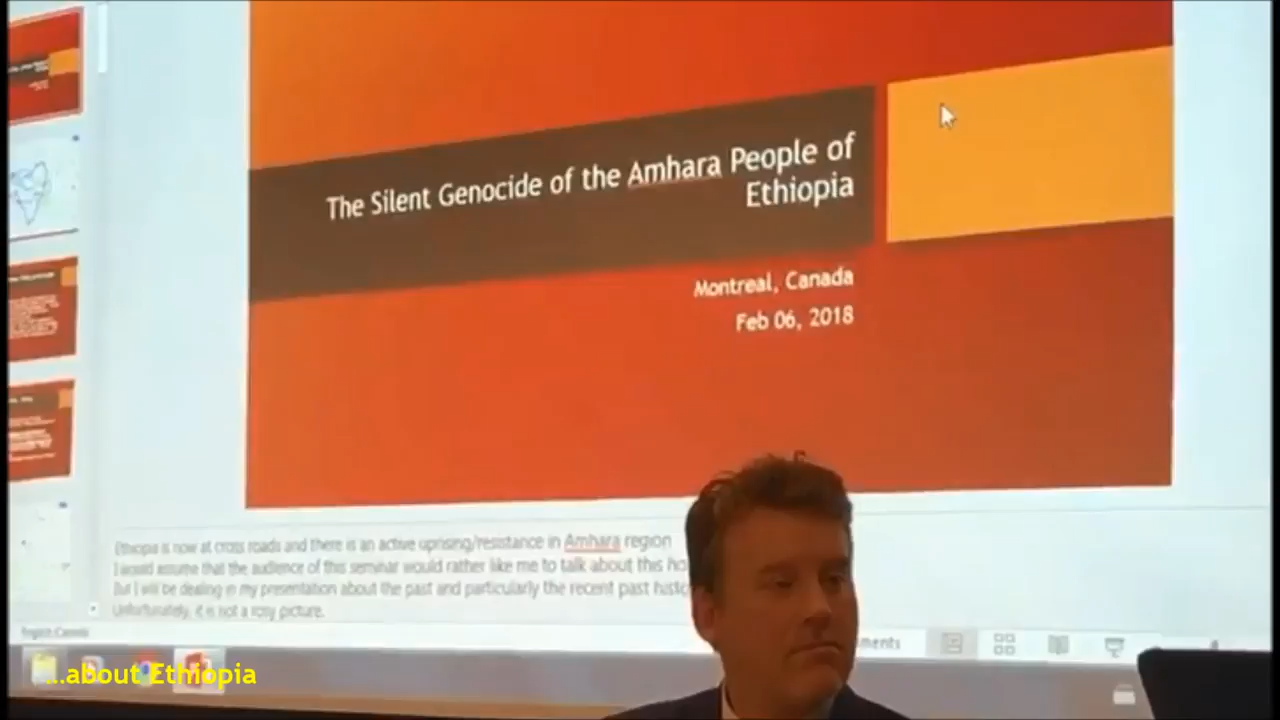 The Silent Genocide of the Amhara People of
Ethiopia
Montreal, Canada
Feb 06, 2018
Ethiopia is now at cross roads and there is an active uprising/resistance in Amhara region
I would assume that the audience of this seminar would rather like me to talk about this
But I will be dealing in my presentation about the past and particularly the recent past
Unfortunately, it is not a rosy picture.
English Canada
...about Ethiopia